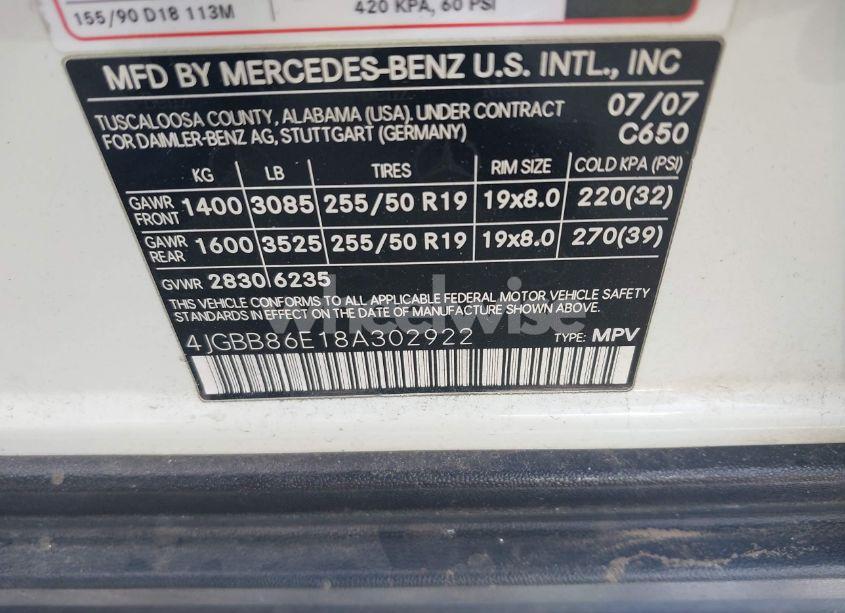 155/90 D18 113M
420 KPA, 60 PSI
MFD BY MERCEDES-BENZ U.S. INTL., INC
TUSCALOOSA COUNTY, ALABAMA (USA), UNDER CONTRACT 07/07
FOR DAIMLER-BENZ AG, STUTTGART (GERMANY) C650
KG LB TIRES RIM SIZE COLD KPA (PSI)
GAWR FRONT 1400 3085 255/50 R19 19x8.0 220(32)
GAWR REAR 1600 3525 255/50 R19 19x8.0 270(39)
GVWR 2830 6235
THIS VEHICLE CONFORMS TO ALL APPLICABLE FEDERAL MOTOR VEHICLE SAFETY
STANDARDS IN EFFECT ON THE DATE OF MANUFACTURE SHOWN ABOVE.
wheelwise
4JGBB86E18A302922 TYPE: MPV